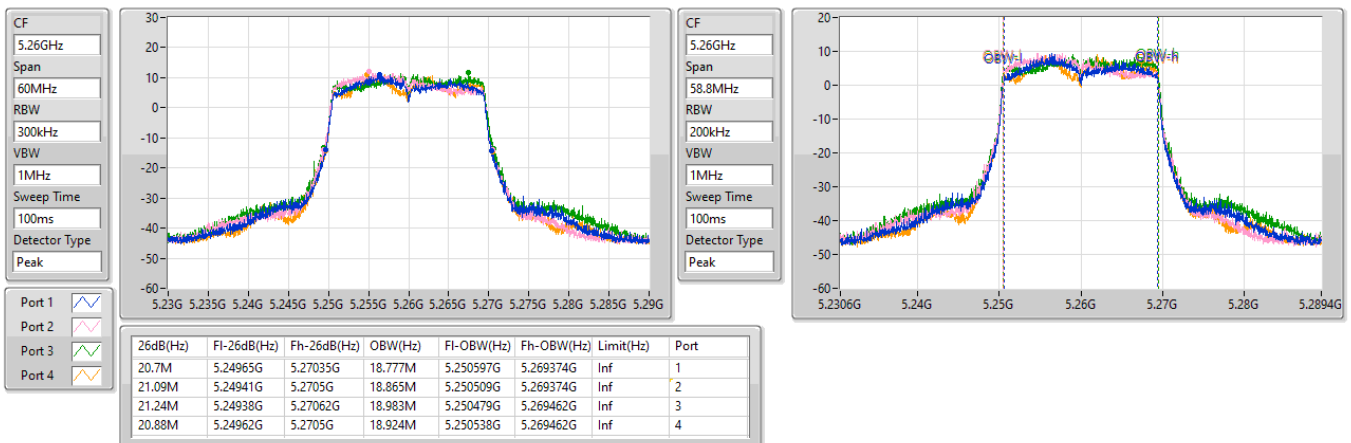 CF
5.26GHz
Span
60MHz
RBW
300kHz
VBW
1MHz
Sweep Time
100ms
Detector Type
Peak
30
20
10
0
-10
-20
-30
-40
-50
-60
5.23G 5.235G 5.24G 5.245G 5.25G 5.255G 5.26G 5.265G 5.27G 5.275G 5.28G 5.285G 5.29G
CF
5.26GHz
Span
58.8MHz
RBW
200kHz
VBW
1MHz
Sweep Time
100ms
Detector Type
Peak
20
10
0
-10
-20
-30
-40
-50
-60
OBW-l OBW-h
5.2306G 5.24G 5.25G 5.26G 5.27G 5.28G 5.2894G
Port 1
Port 2
Port 3
Port 4
26dB(Hz) Fl-26dB(Hz) Fh-26dB(Hz) OBW(Hz) Fl-OBW(Hz) Fh-OBW(Hz) Limit(Hz) Port
20.7M 5.24965G 5.27035G 18.777M 5.250597G 5.269374G Inf 1
21.09M 5.24941G 5.2705G 18.865M 5.250509G 5.269374G Inf 2
21.24M 5.24938G 5.27062G 18.983M 5.250479G 5.269462G Inf 3
20.88M 5.24962G 5.2705G 18.924M 5.250538G 5.269462G Inf 4